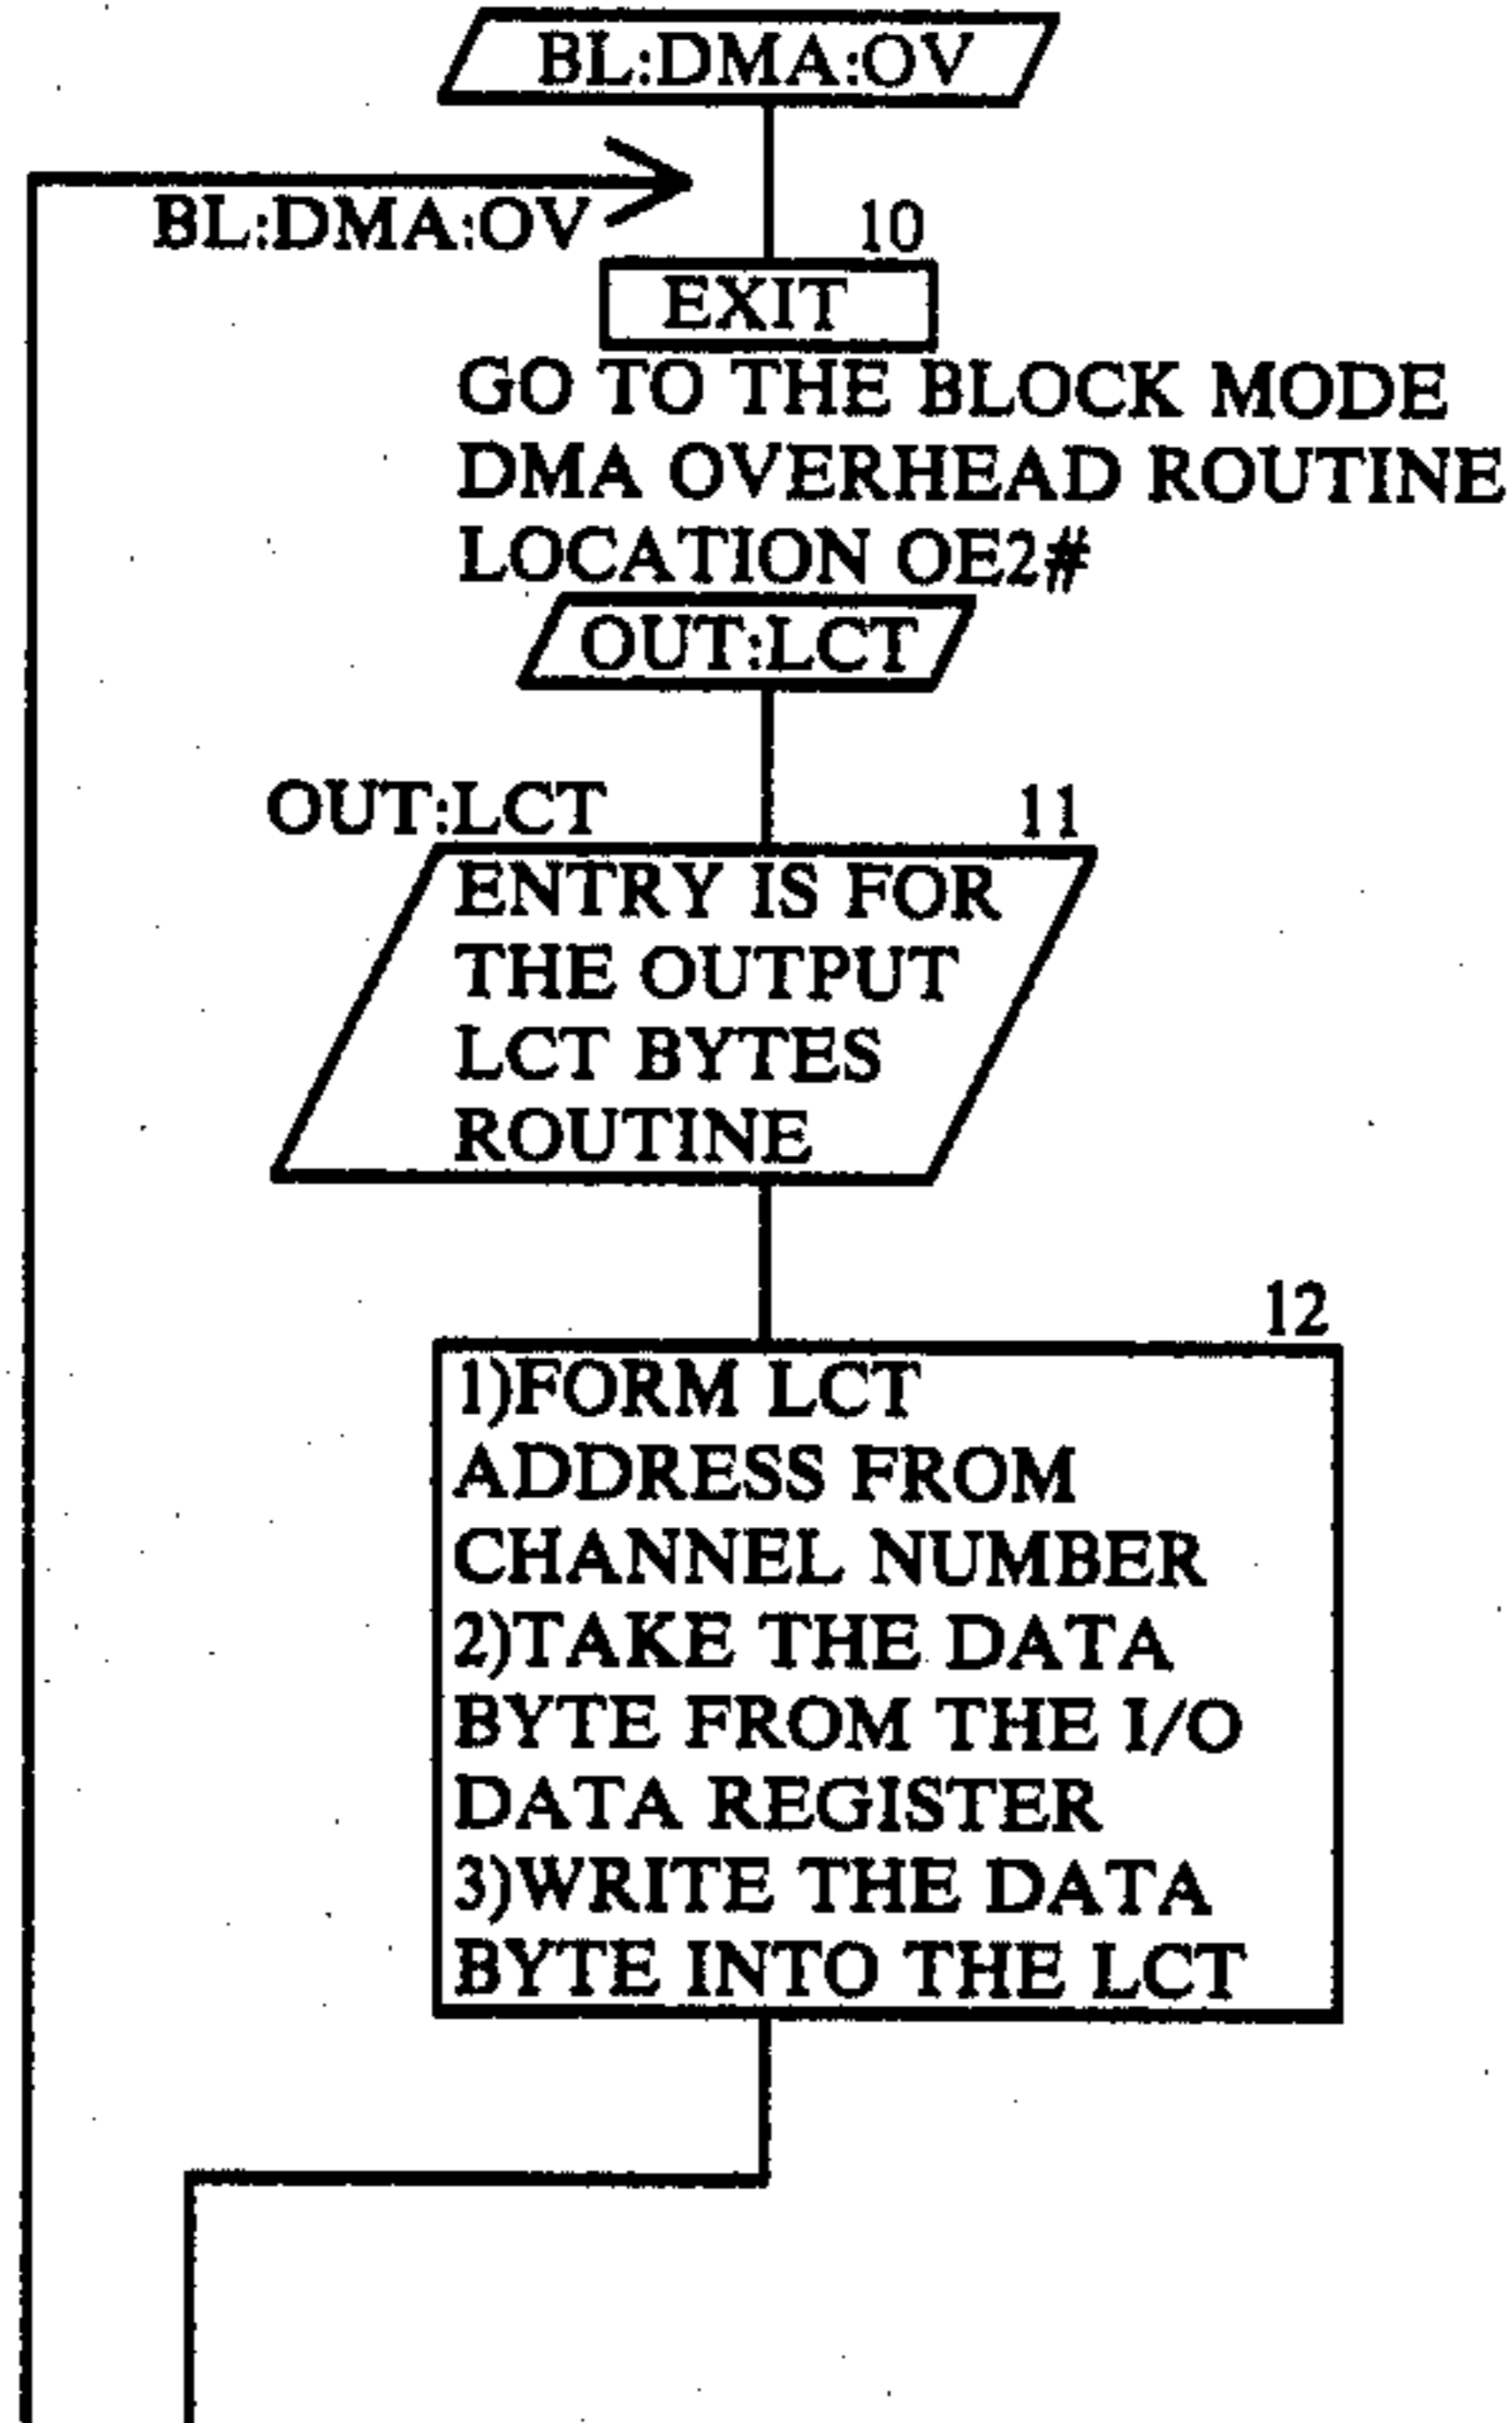 BL:DMA:OV
BL:DMA:OV
10
EXIT
GO TO THE BLOCK MODE
DMA OVERHEAD ROUTINE
LOCATION OE2#
OUT:LCT
OUT:LCT
11
ENTRY IS FOR
THE OUTPUT
LCT BYTES
ROUTINE
12
1)FORM LCT
ADDRESS FROM
CHANNEL NUMBER
2)TAKE THE DATA
BYTE FROM THE I/O
DATA REGISTER
3)WRITE THE DATA
BYTE INTO THE LCT